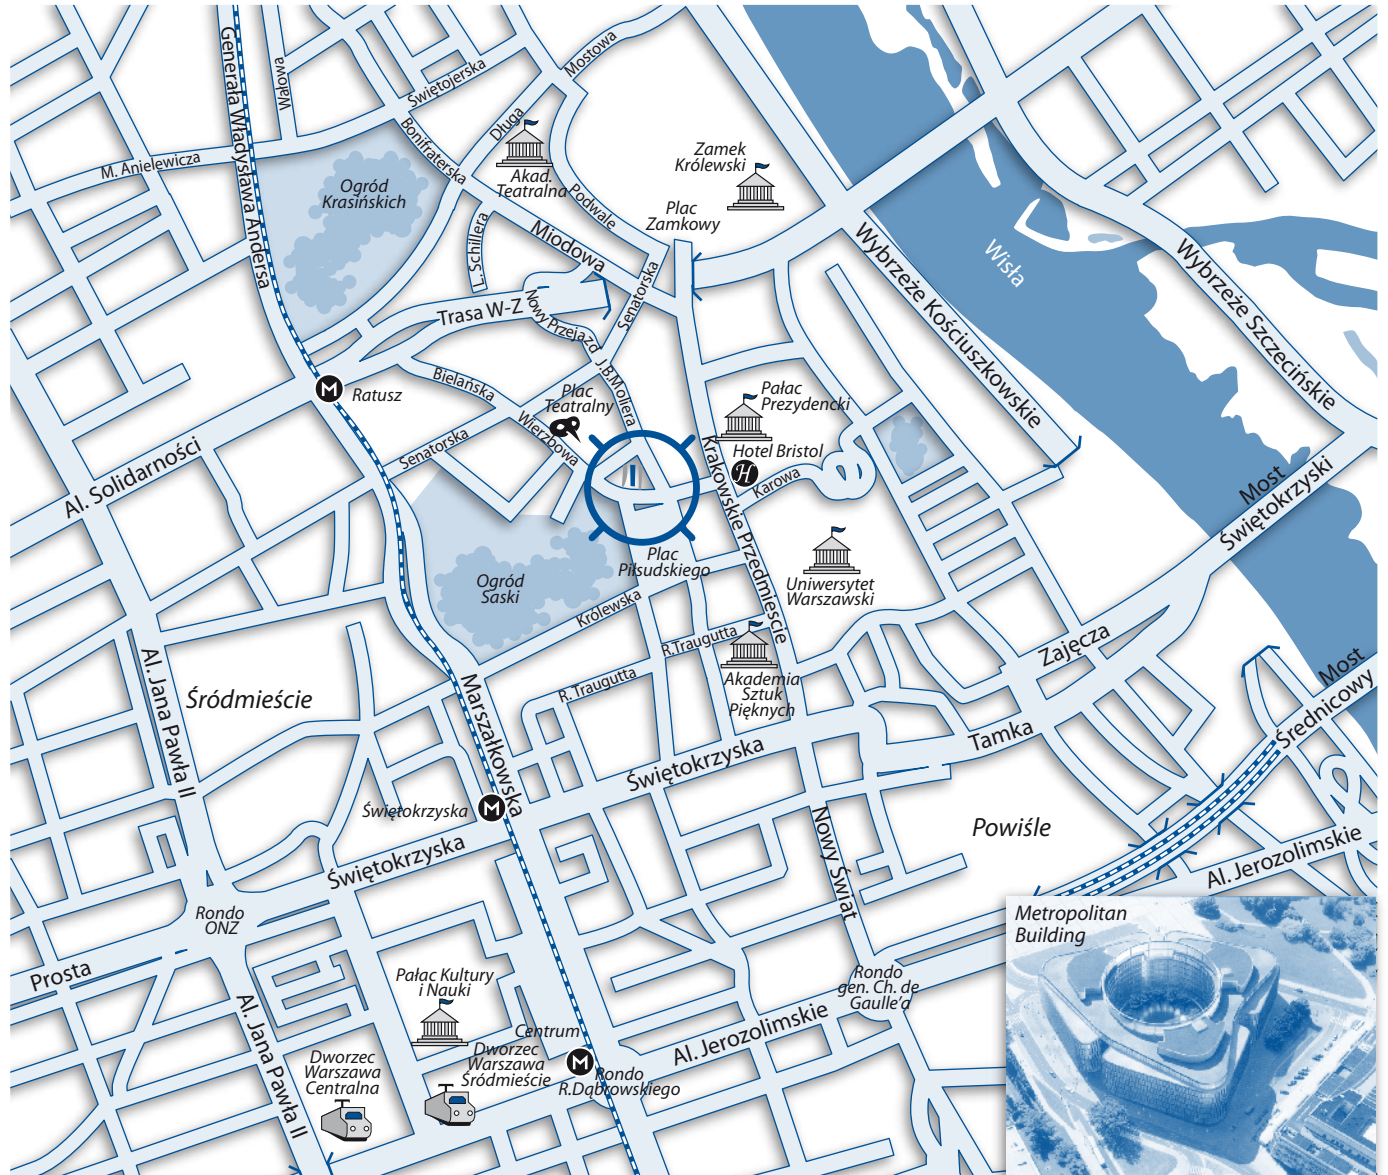 Generała Władysława Andersa
Wałowa
Świętojerska
Mostowa
M. Anielewicza
Bonifraterska
Długa
Akad.
Teatralna
Podwale
Ogród
Krasińskich
Zamek
Królewski
Plac
Zamkowy
L. Schillera
Miodowa
Senatorska
Wybrzeże Kościuszkowskie
Wisła
Wybrzeże Szczecińskie
Trasa W-Z
Nowy Przejazd
J.B.Moliera
Ratusz
Bielańska
Plac
Teatralny
Wierzbowa
Senatorska
Pałac
Prezydencki
Hotel Bristol
H
Karowa
Krakowskie Przedmieście
Al. Solidarności
Most
Świętokrzyski
Plac
Piłsudskiego
Uniwersytet
Warszawski
Ogród
Saski
Królewska
R.Traugutta
R. Traugutta
Akademia
Sztuk
Pięknych
Zajęcza
Most
Średnicowy
Al. Jana Pawła II
Śródmieście
Marszałkowska
Świętokrzyska
Tamka
M
Świętokrzyska
M
Powiśle
Nowy Świat
Świętokrzyska
Al. Jerozolimskie
Rondo
ONZ
Prosta
Metropolitan
Building
Pałac Kultury
i Nauki
Rondo
gen. Ch. de
Gaulle'a
Al. Jana Pawła II
Centrum
M
Al. Jerozolimskie
Dworzec
Warszawa
Centralna
Dworzec
Warszawa
Śródmieście
Rondo
R.Dąbrowskiego